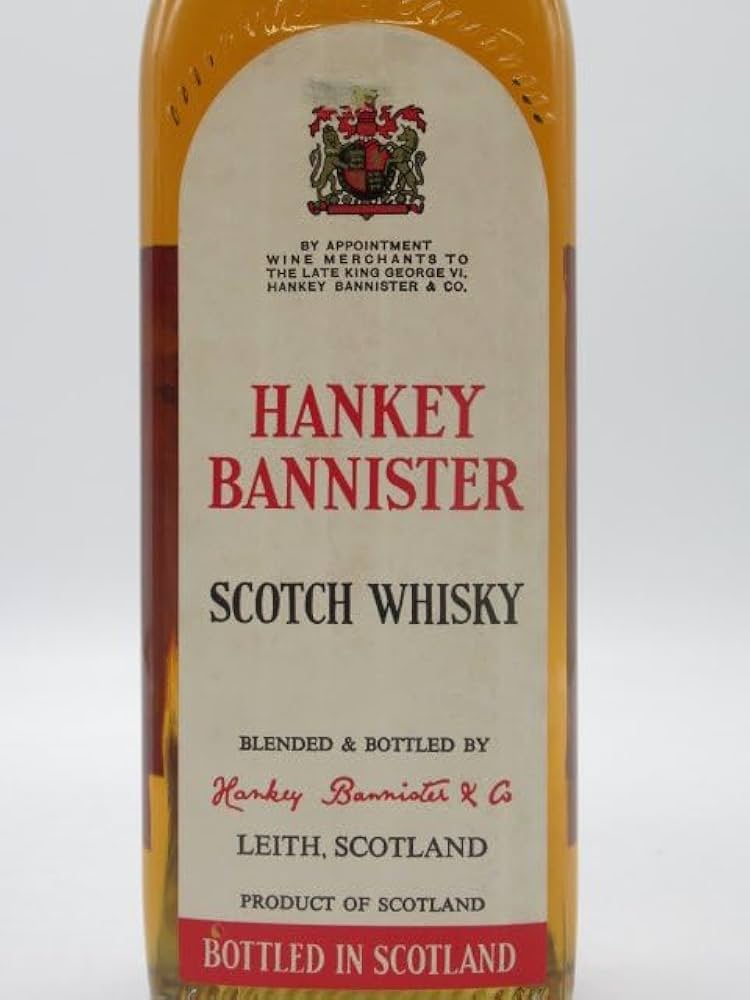 BY APPOINTMENT
WINE MERCHANTS TO
THE LATE KING GEORGE VI.
HANKEY BANNISTER & CO.
HANKEY
BANNISTER
SCOTCH WHISKY
BLENDED & BOTTLED BY
Hankey Bannister & Co
LEITH, SCOTLAND
PRODUCT OF SCOTLAND
BOTTLED IN SCOTLAND